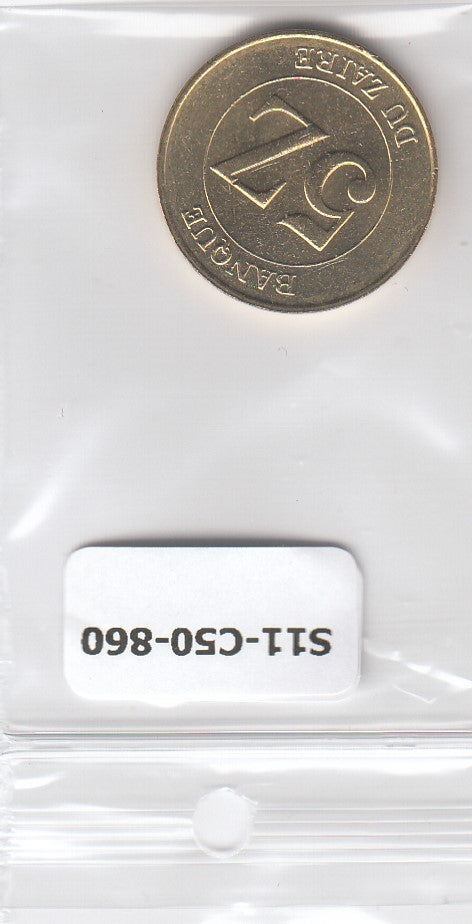 BANQUE DU ZAIRE
5Z
S11-C50-860